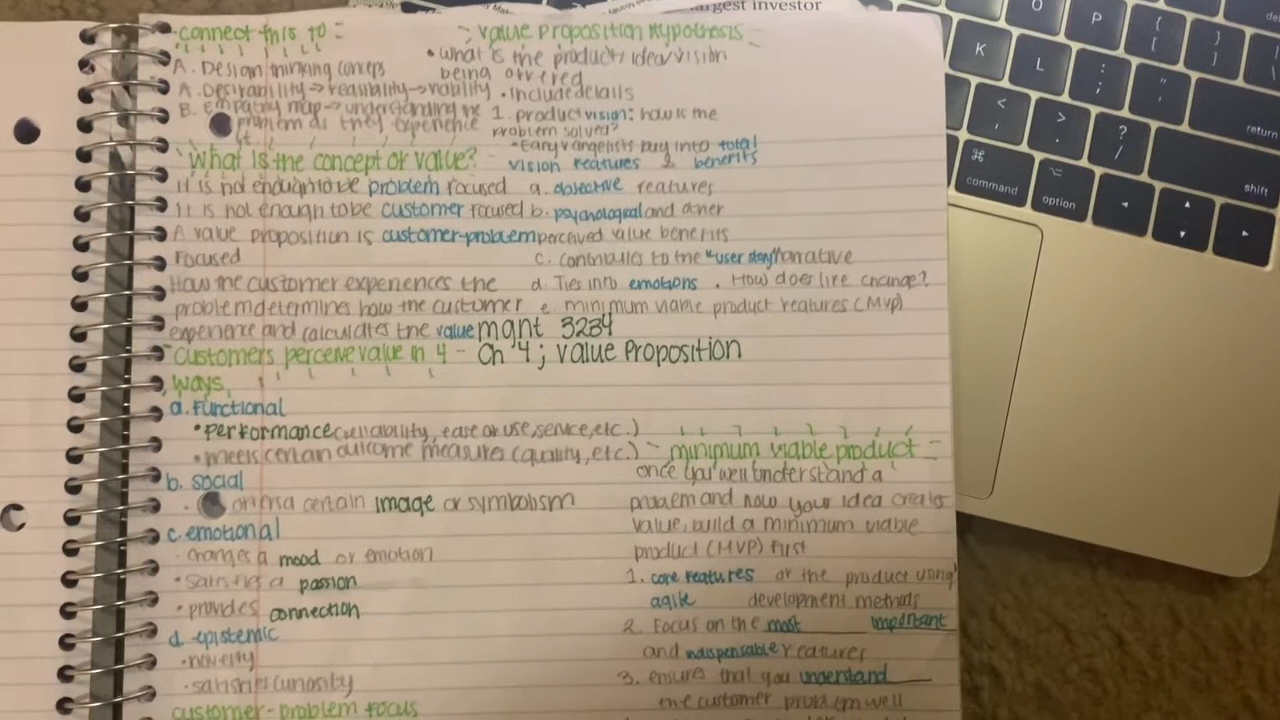 largest investor
connect this to:
A. Design thinking concept
A. Desirability → feasibility → viability
B. Empathy map → understanding the
problem as they experience
it.
What is the concept of value?
It is not enough to be problem focused
It is not enough to be customer focused
A value proposition is customer-problem
focused
How the customer experiences the
problem determines how the customer
experience and calculates the value
customers perceive value in 4
ways
a. Functional
• Performance (reliability, ease of use, service, etc.)
• meets certain outcome measures (quality, etc.)
b. social
offers a certain image or symbolism
c. emotional
• changes a mood or emotion
• satisfies a passion
• provides connection
d. epistemic
• novelty
• satisfies curiosity
customer-problem focus
value proposition hypothesis
• what is the product/idea/vision
being offered
• include details
1. product vision: how is the
problem solved?
• Earlyvangelists buy into total
vision features & benefits
a. objective features
b. psychological and other
perceived value benefits
c. contributes to the "user story" narrative
d. Ties into emotions. How does life change?
e. minimum viable product features (MVP)
mgnt 3234
Ch 4; Value Proposition
minimum viable product
once you well understand a
problem and how your idea creates
value, build a minimum viable
product (MVP) first
1. core features of the product using
agile development methods
2. Focus on the most important
and indispensable features
3. ensure that you understand
the customer problem well
O
P
{
[
}
]
|
\
K
L
:
;
"
'
return
<
,
>
.
?
/
shift
⌘
command
⌥
option